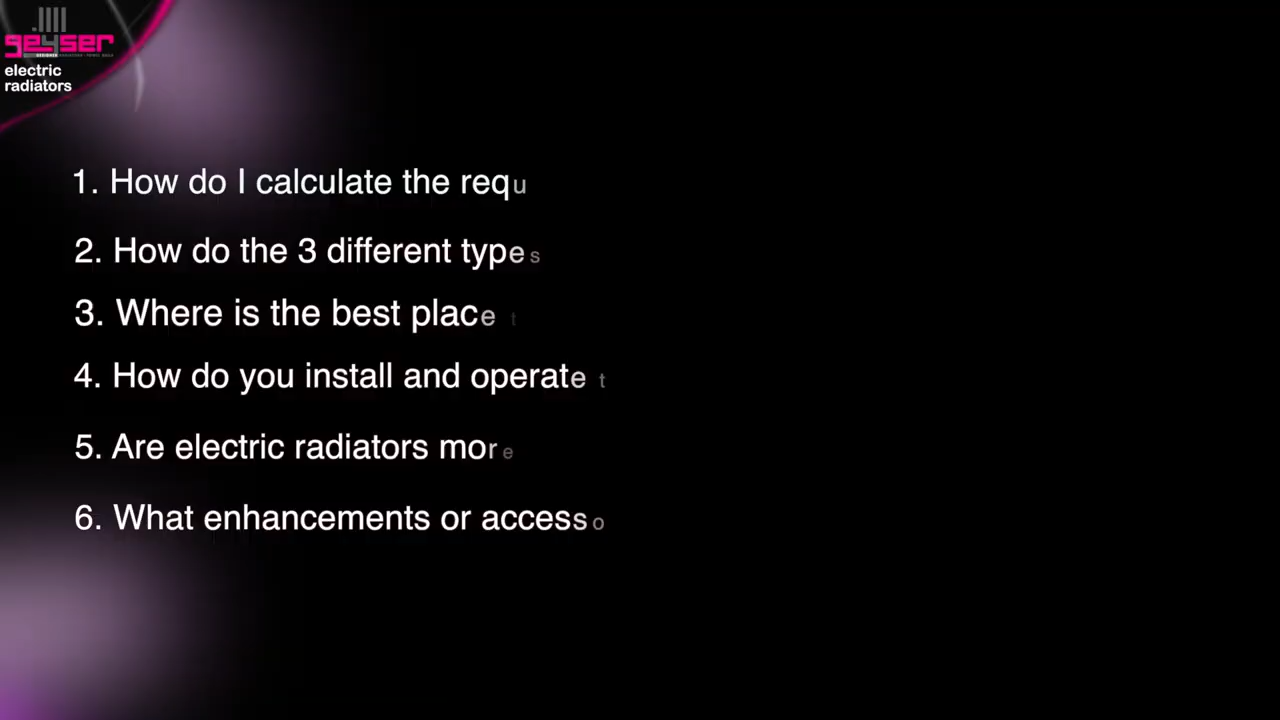 geyser
electric
radiators
1. How do I calculate the requ
2. How do the 3 different types
3. Where is the best place t
4. How do you install and operate t
5. Are electric radiators more
6. What enhancements or accesso